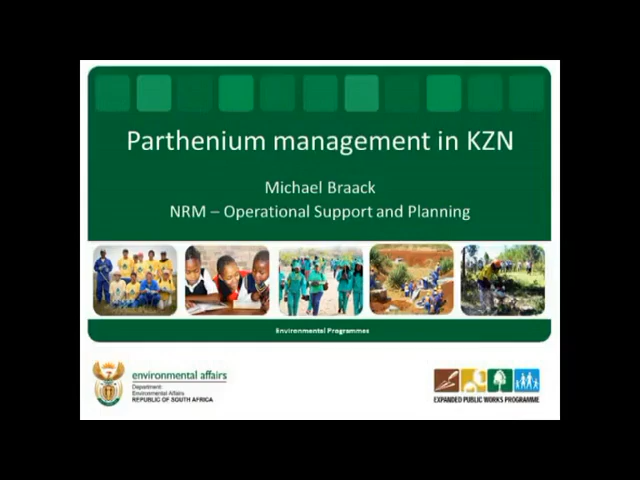 Parthenium management in KZN
Michael Braack
NRM – Operational Support and Planning
Environmental Programmes
environmental affairs
Department:
Environmental Affairs
REPUBLIC OF SOUTH AFRICA
EXPANDED PUBLIC WORKS PROGRAMME